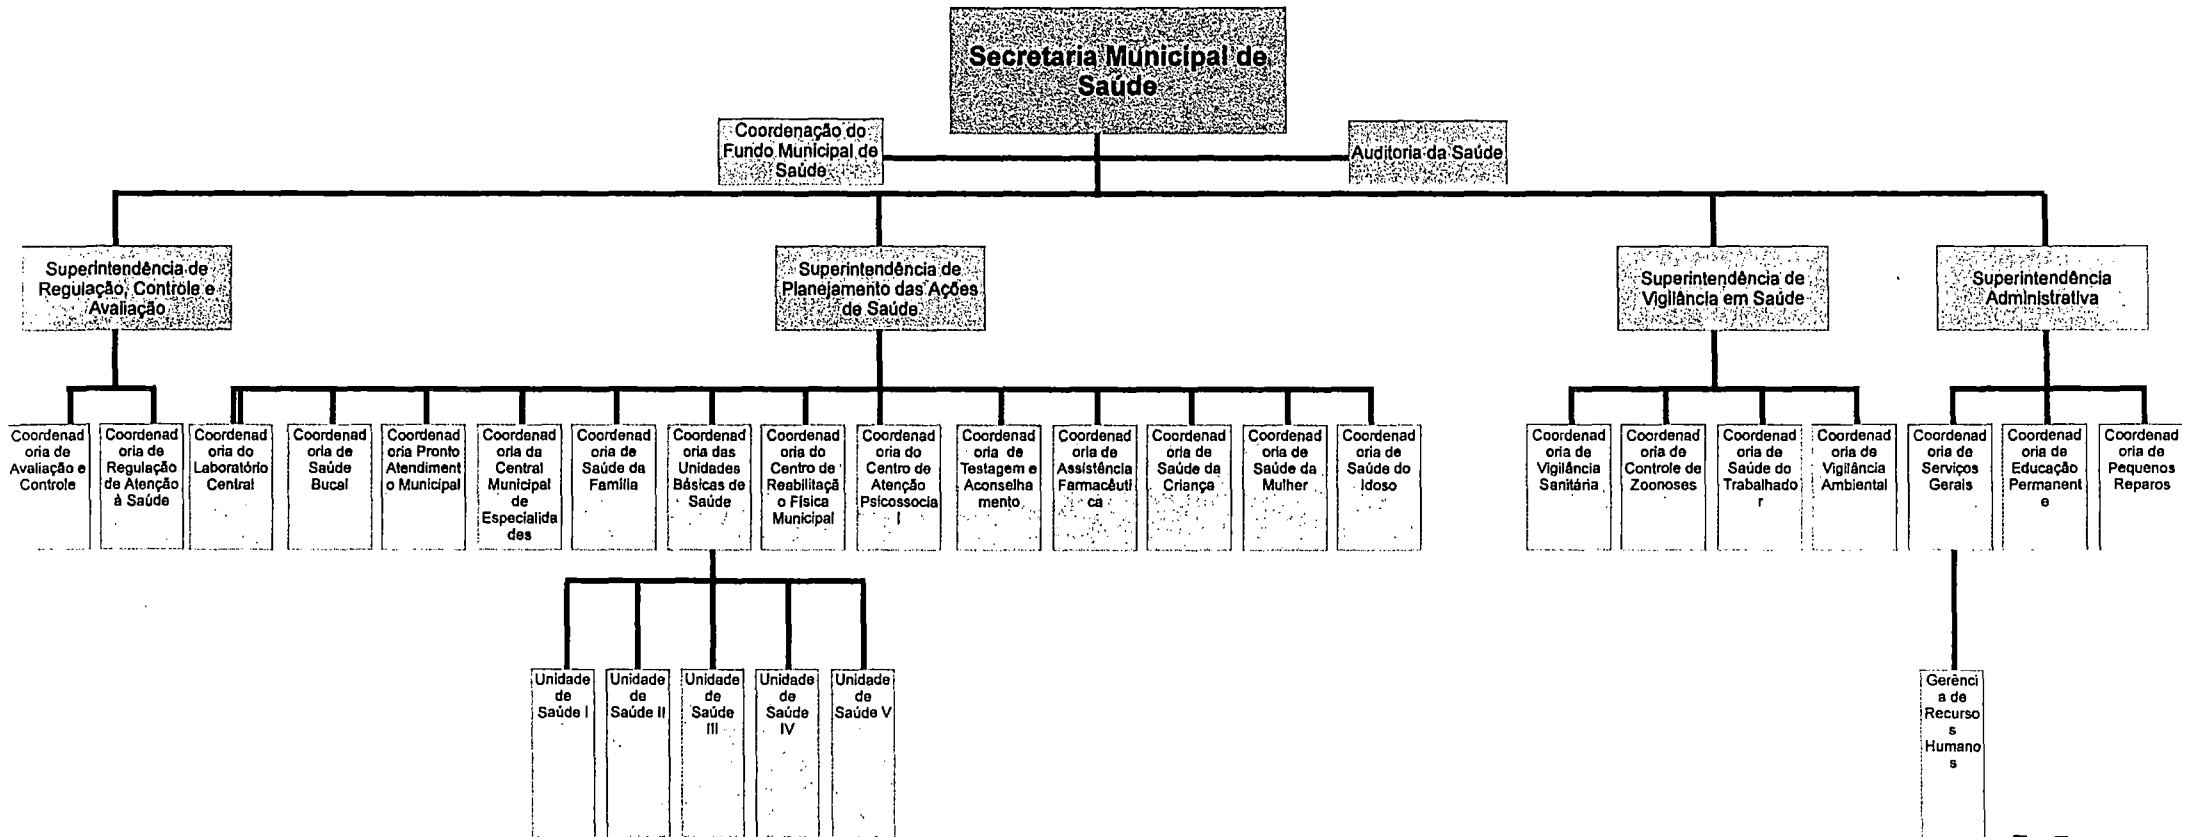 Secretaria Municipal de
Saúde
Coordenação do
Fundo Municipal de
Saúde
Auditoria da Saúde
Superintendência de
Regulação, Contrôle e
Avaliação
Superintendência de
Planejamento das Ações
de Saúde
Superintendência de
Vigilância em Saúde
Superintendência
Administrativa
Coordenad
oria de
Avaliação e
Controle
Coordenad
oria de
Regulação
de Atenção
à Saúde
Coordenad
oria do
Laboratório
Central
Coordenad
oria de
Saúde
Bucal
Coordenad
oria Pronto
Atendiment
o Municipal
Coordenad
oria da
Central
Municipal
de
Especialida
des
Coordenad
oria de
Saúde da
Família
Coordenad
oria das
Unidades
Básicas de
Saúde
Coordenad
oria do
Centro de
Reabilitaçã
o Física
Municipal
Coordenad
oria do
Centro de
Atenção
Psicossocia
l
Coordenad
oria de
Testagem e
Aconselha
mento
Coordenad
oria de
Assistência
Farmacêuti
ca
Coordenad
oria de
Saúde da
Criança
Coordenad
oria de
Saúde da
Mulher
Coordenad
oria de
Saúde do
Idoso
Coordenad
oria de
Vigilância
Sanitária
Coordenad
oria de
Controle de
Zoonoses
Coordenad
oria de
Saúde do
Trabalhado
r
Coordenad
oria de
Vigilância
Ambiental
Coordenad
oria de
Serviços
Gerais
Coordenad
oria de
Educação
Permanent
e
Coordenad
oria de
Pequenos
Reparos
Unidade
de
Saúde I
Unidade
de
Saúde II
Unidade
de
Saúde
III
Unidade
de
Saúde
IV
Unidade
de
Saúde V
Gerênci
a de
Recurso
s
Humano
s